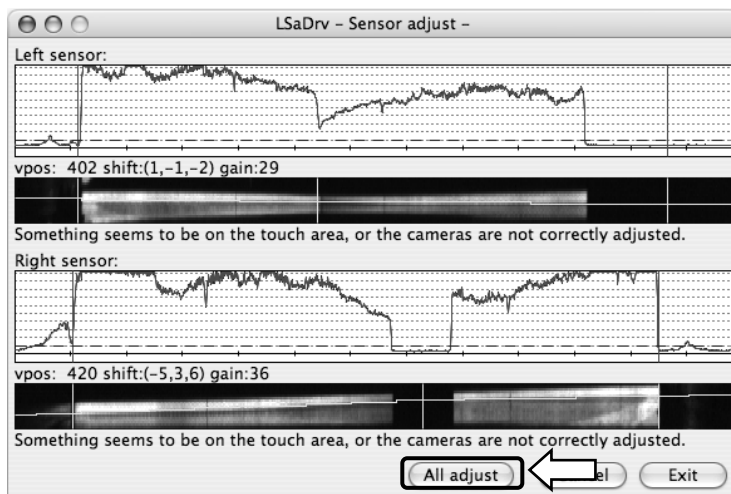 LSaDrv – Sensor adjust –
Left sensor:
vpos: 402 shift:(1,-1,-2) gain:29
Something seems to be on the touch area, or the cameras are not correctly adjusted.
Right sensor:
vpos: 420 shift:(-5,3,6) gain:36
Something seems to be on the touch area, or the cameras are not correctly adjusted.
All adjust
Exit